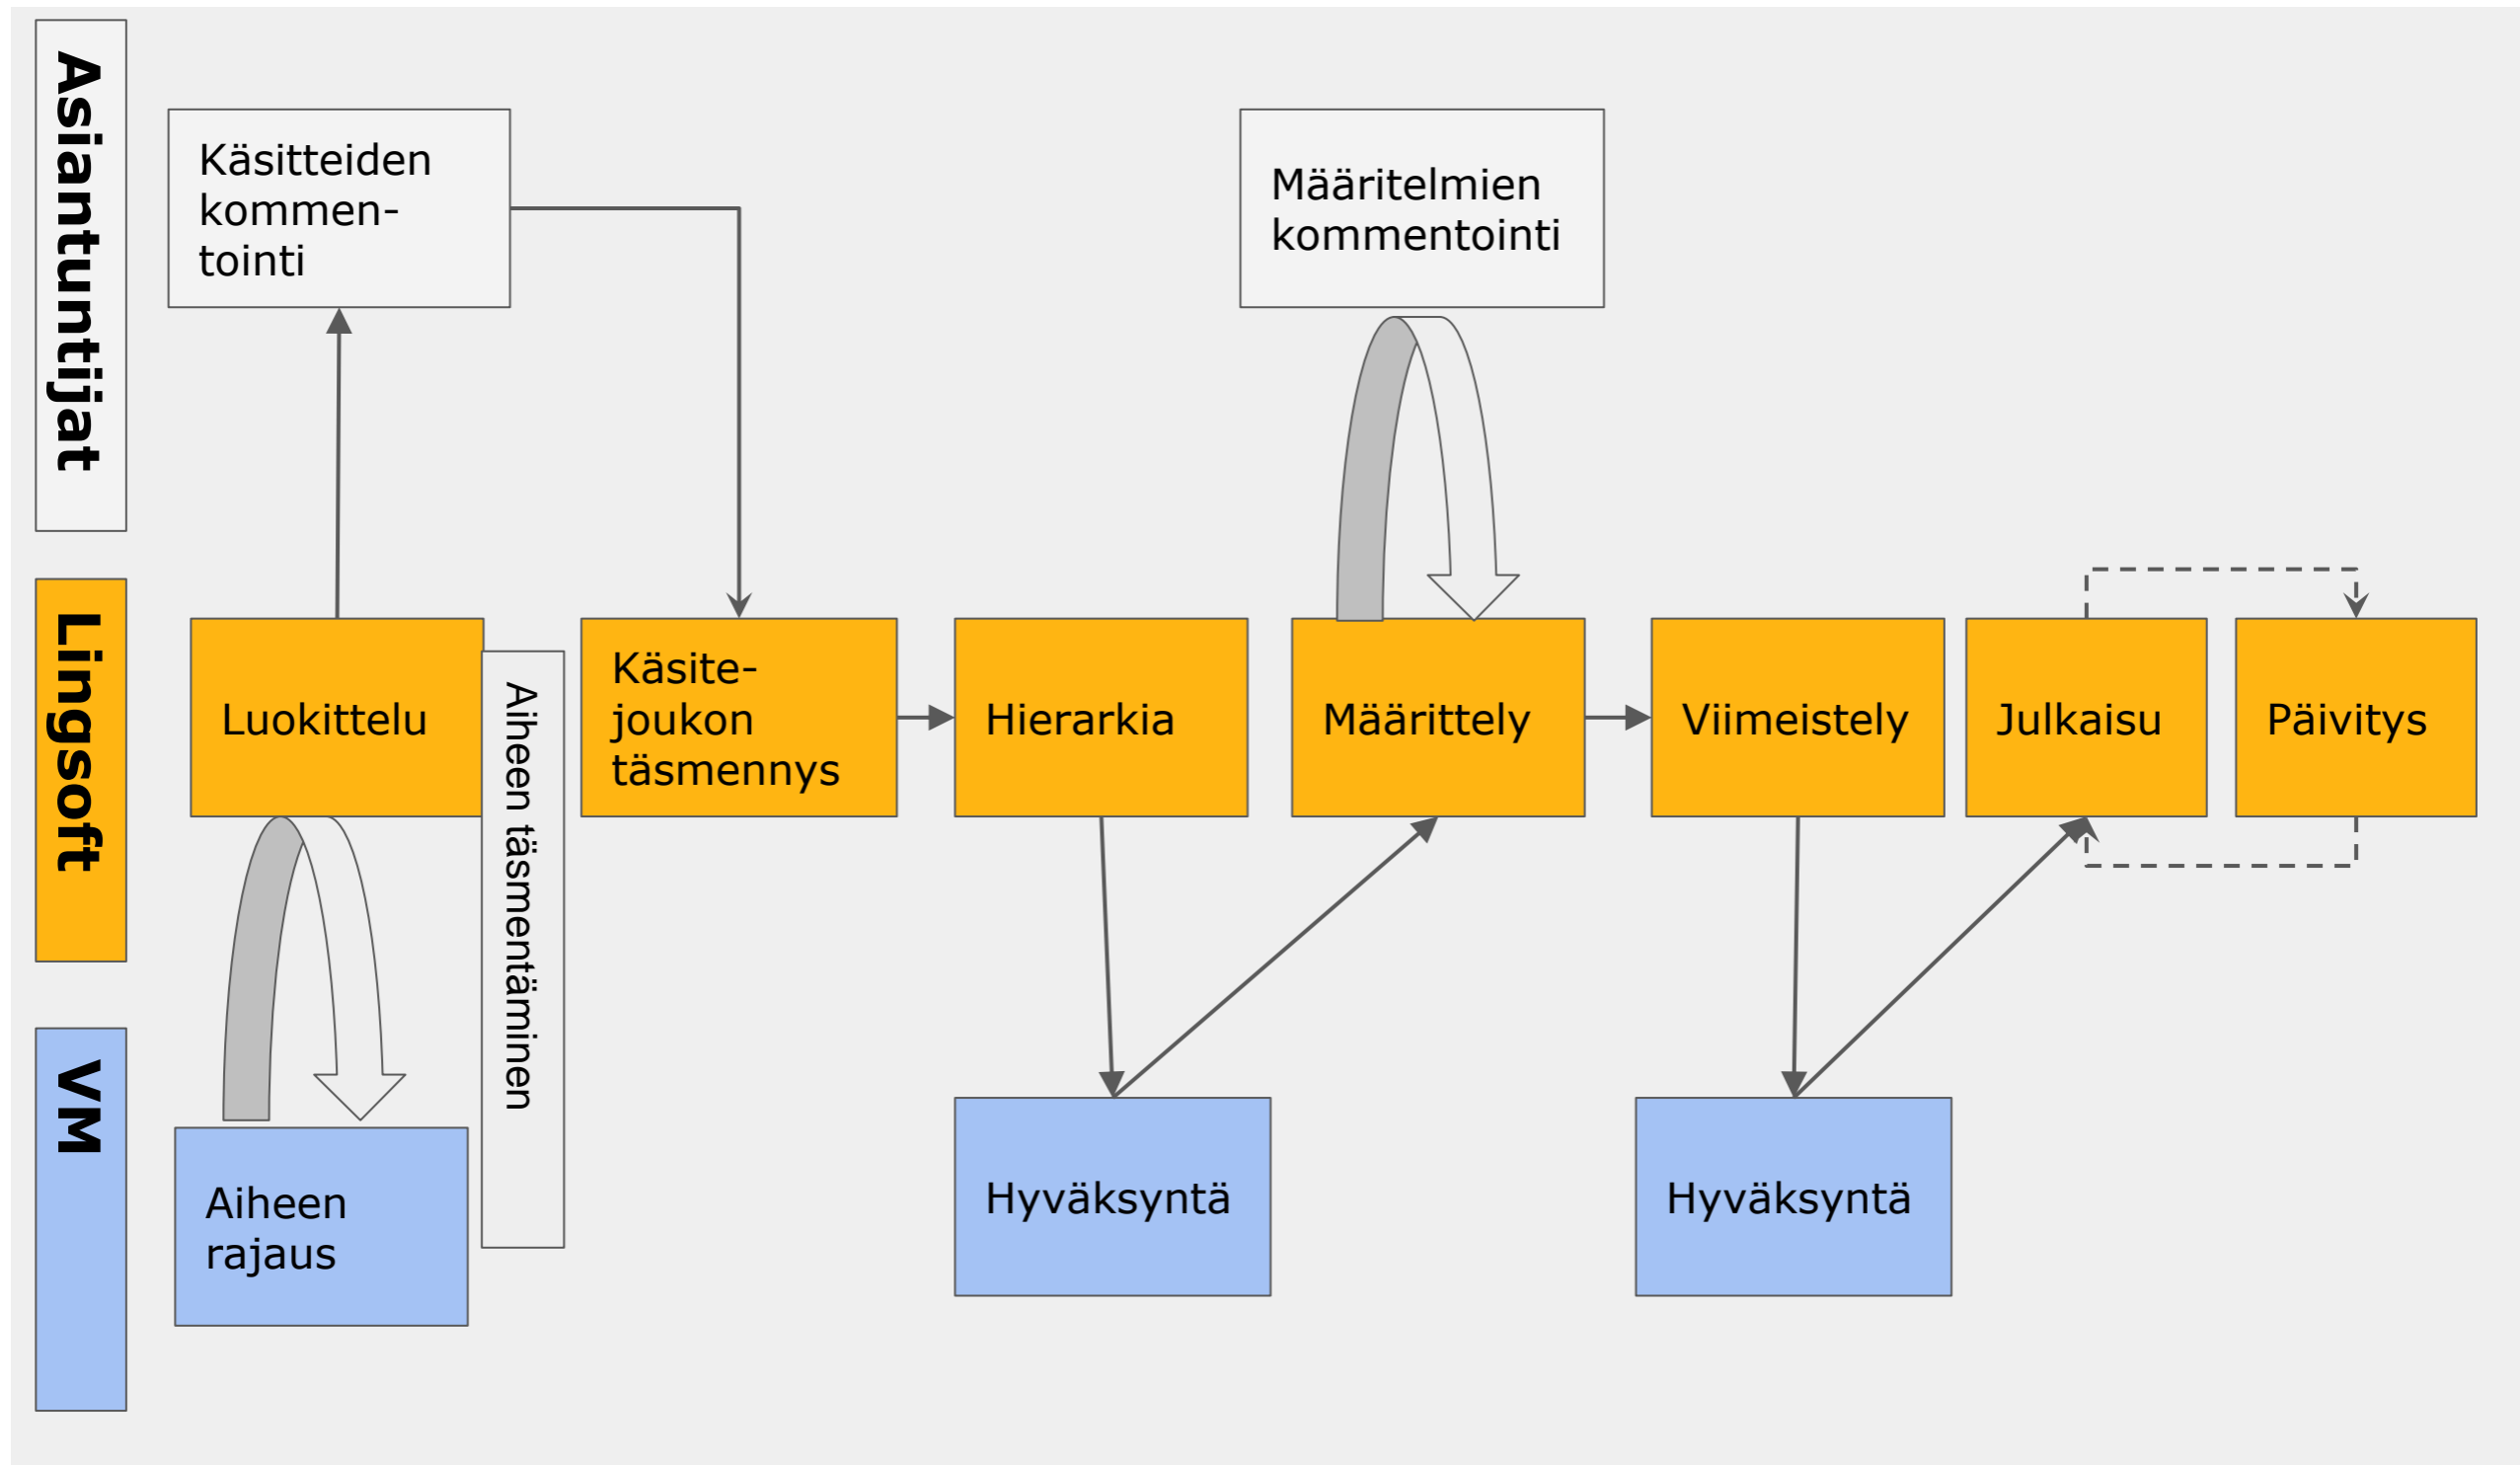 Asiantuntijat
Käsitteiden
kommen-
tointi
Määritelmien
kommentointi
Lingsoft
Luokittelu
Aiheen täsmentäminen
Käsite-
joukon
täsmennys
Hierarkia
Määrittely
Viimeistely
Julkaisu
Päivitys
VM
Aiheen
rajaus
Hyväksyntä
Hyväksyntä